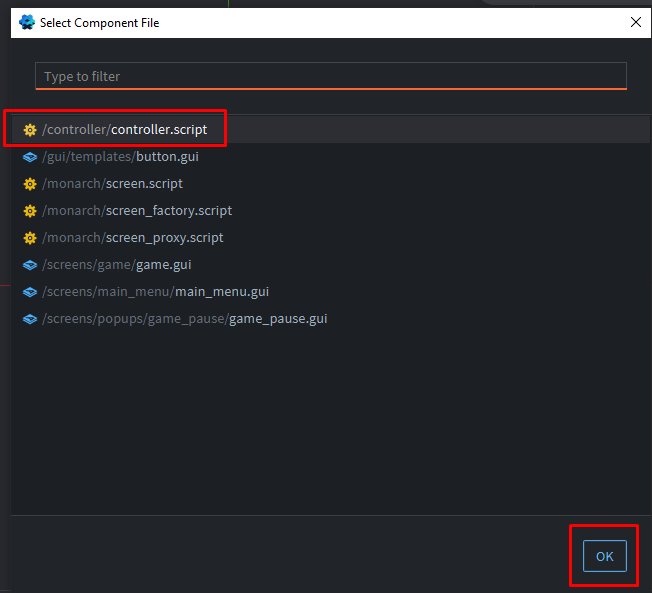 Select Component File
Type to filter
/controller/controller.script
/gui/templates/button.gui
/monarch/screen.script
/monarch/screen_factory.script
/monarch/screen_proxy.script
/screens/game/game.gui
/screens/main_menu/main_menu.gui
/screens/popups/game_pause/game_pause.gui
OK